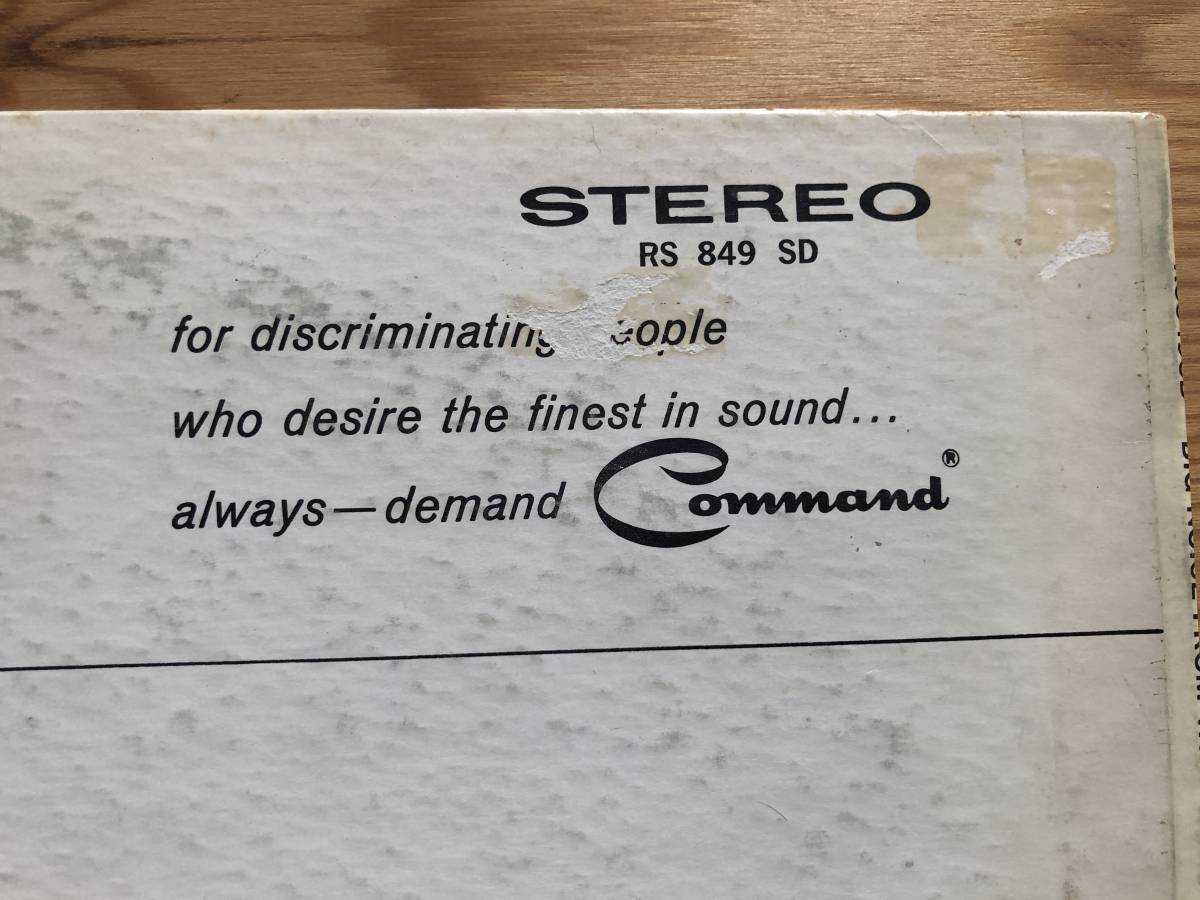 STEREO
RS 849 SD
for discriminating people
who desire the finest in sound...
always—demand Command®